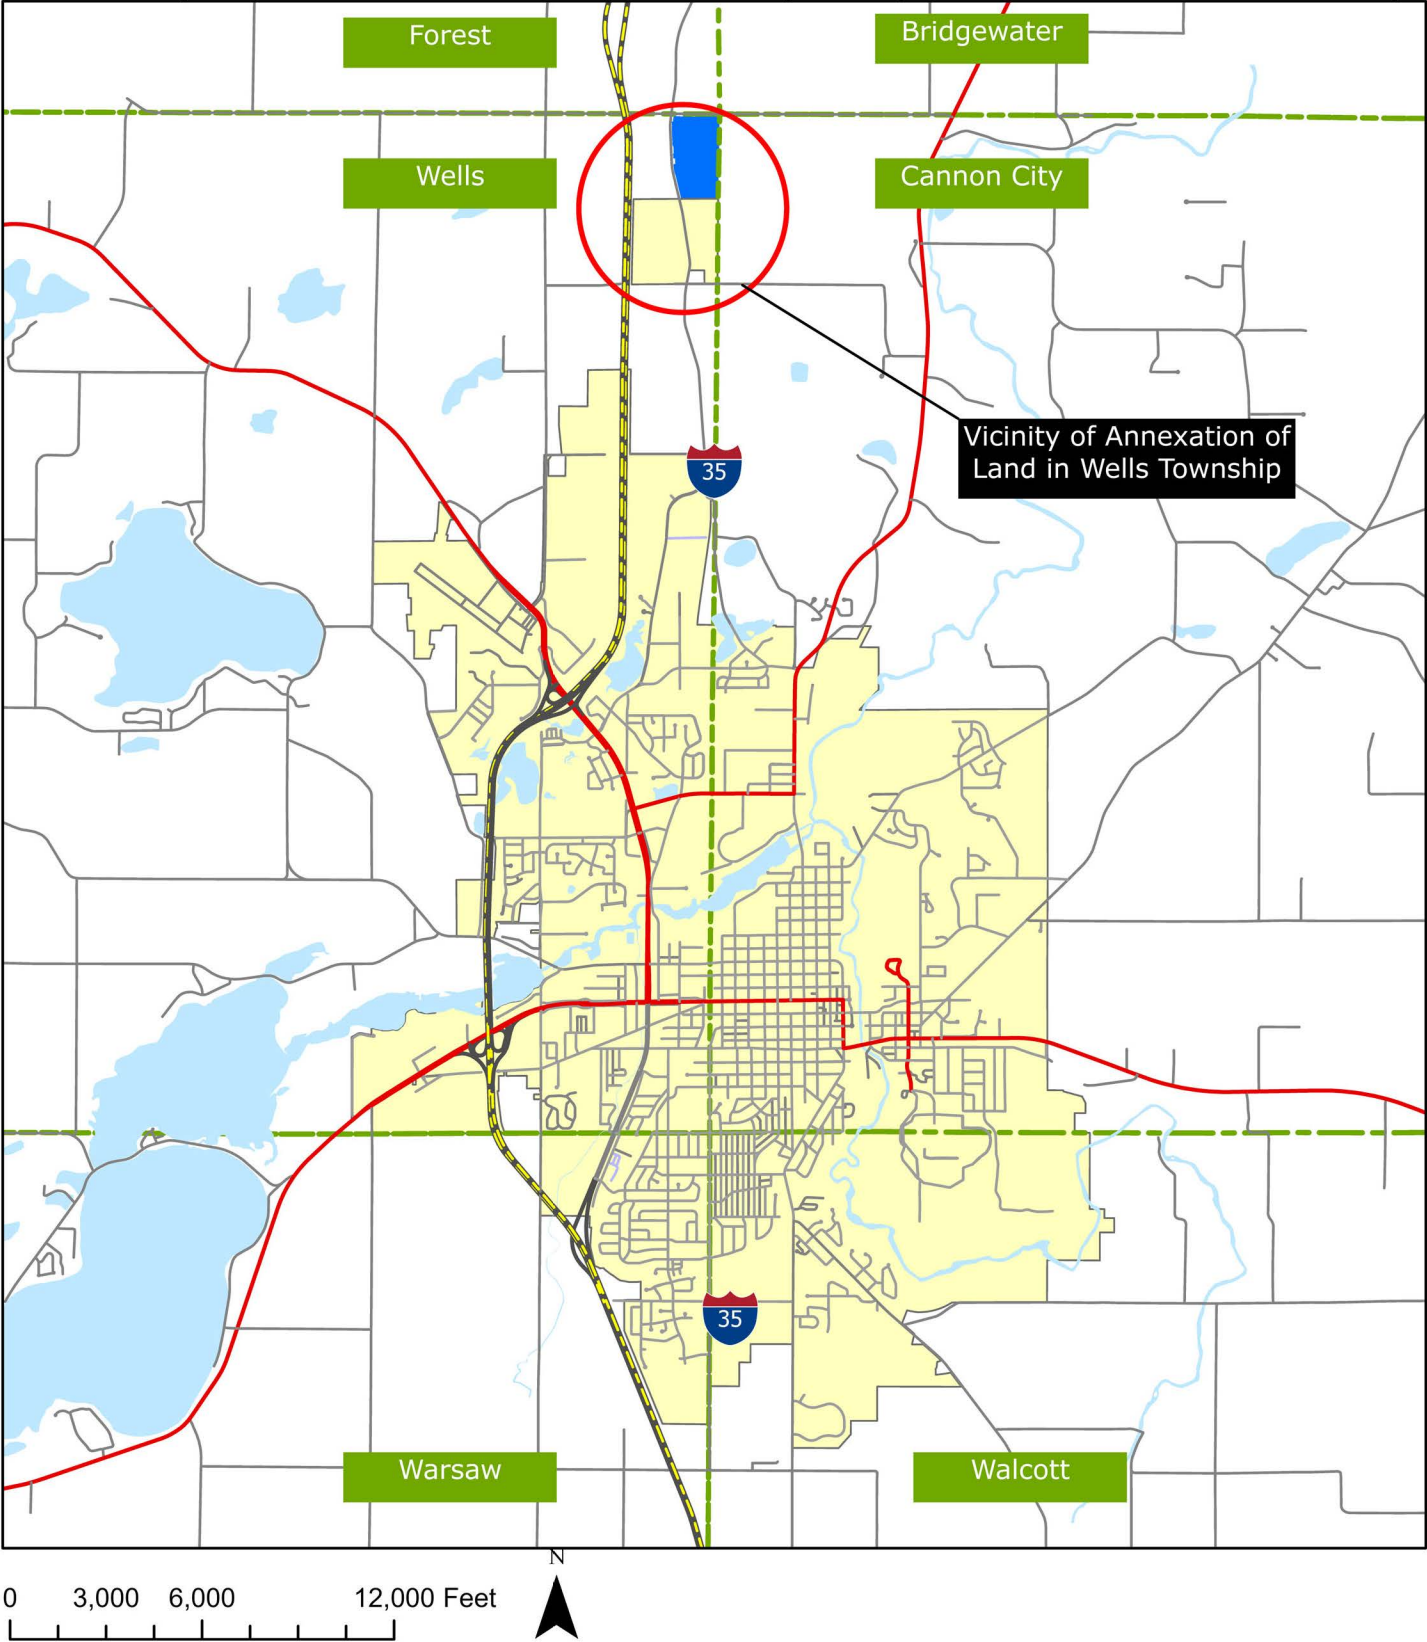 Forest
Bridgewater
Wells
Cannon City
Vicinity of Annexation of
Land in Wells Township
35
35
Warsaw
Walcott
N
0 3,000 6,000 12,000 Feet